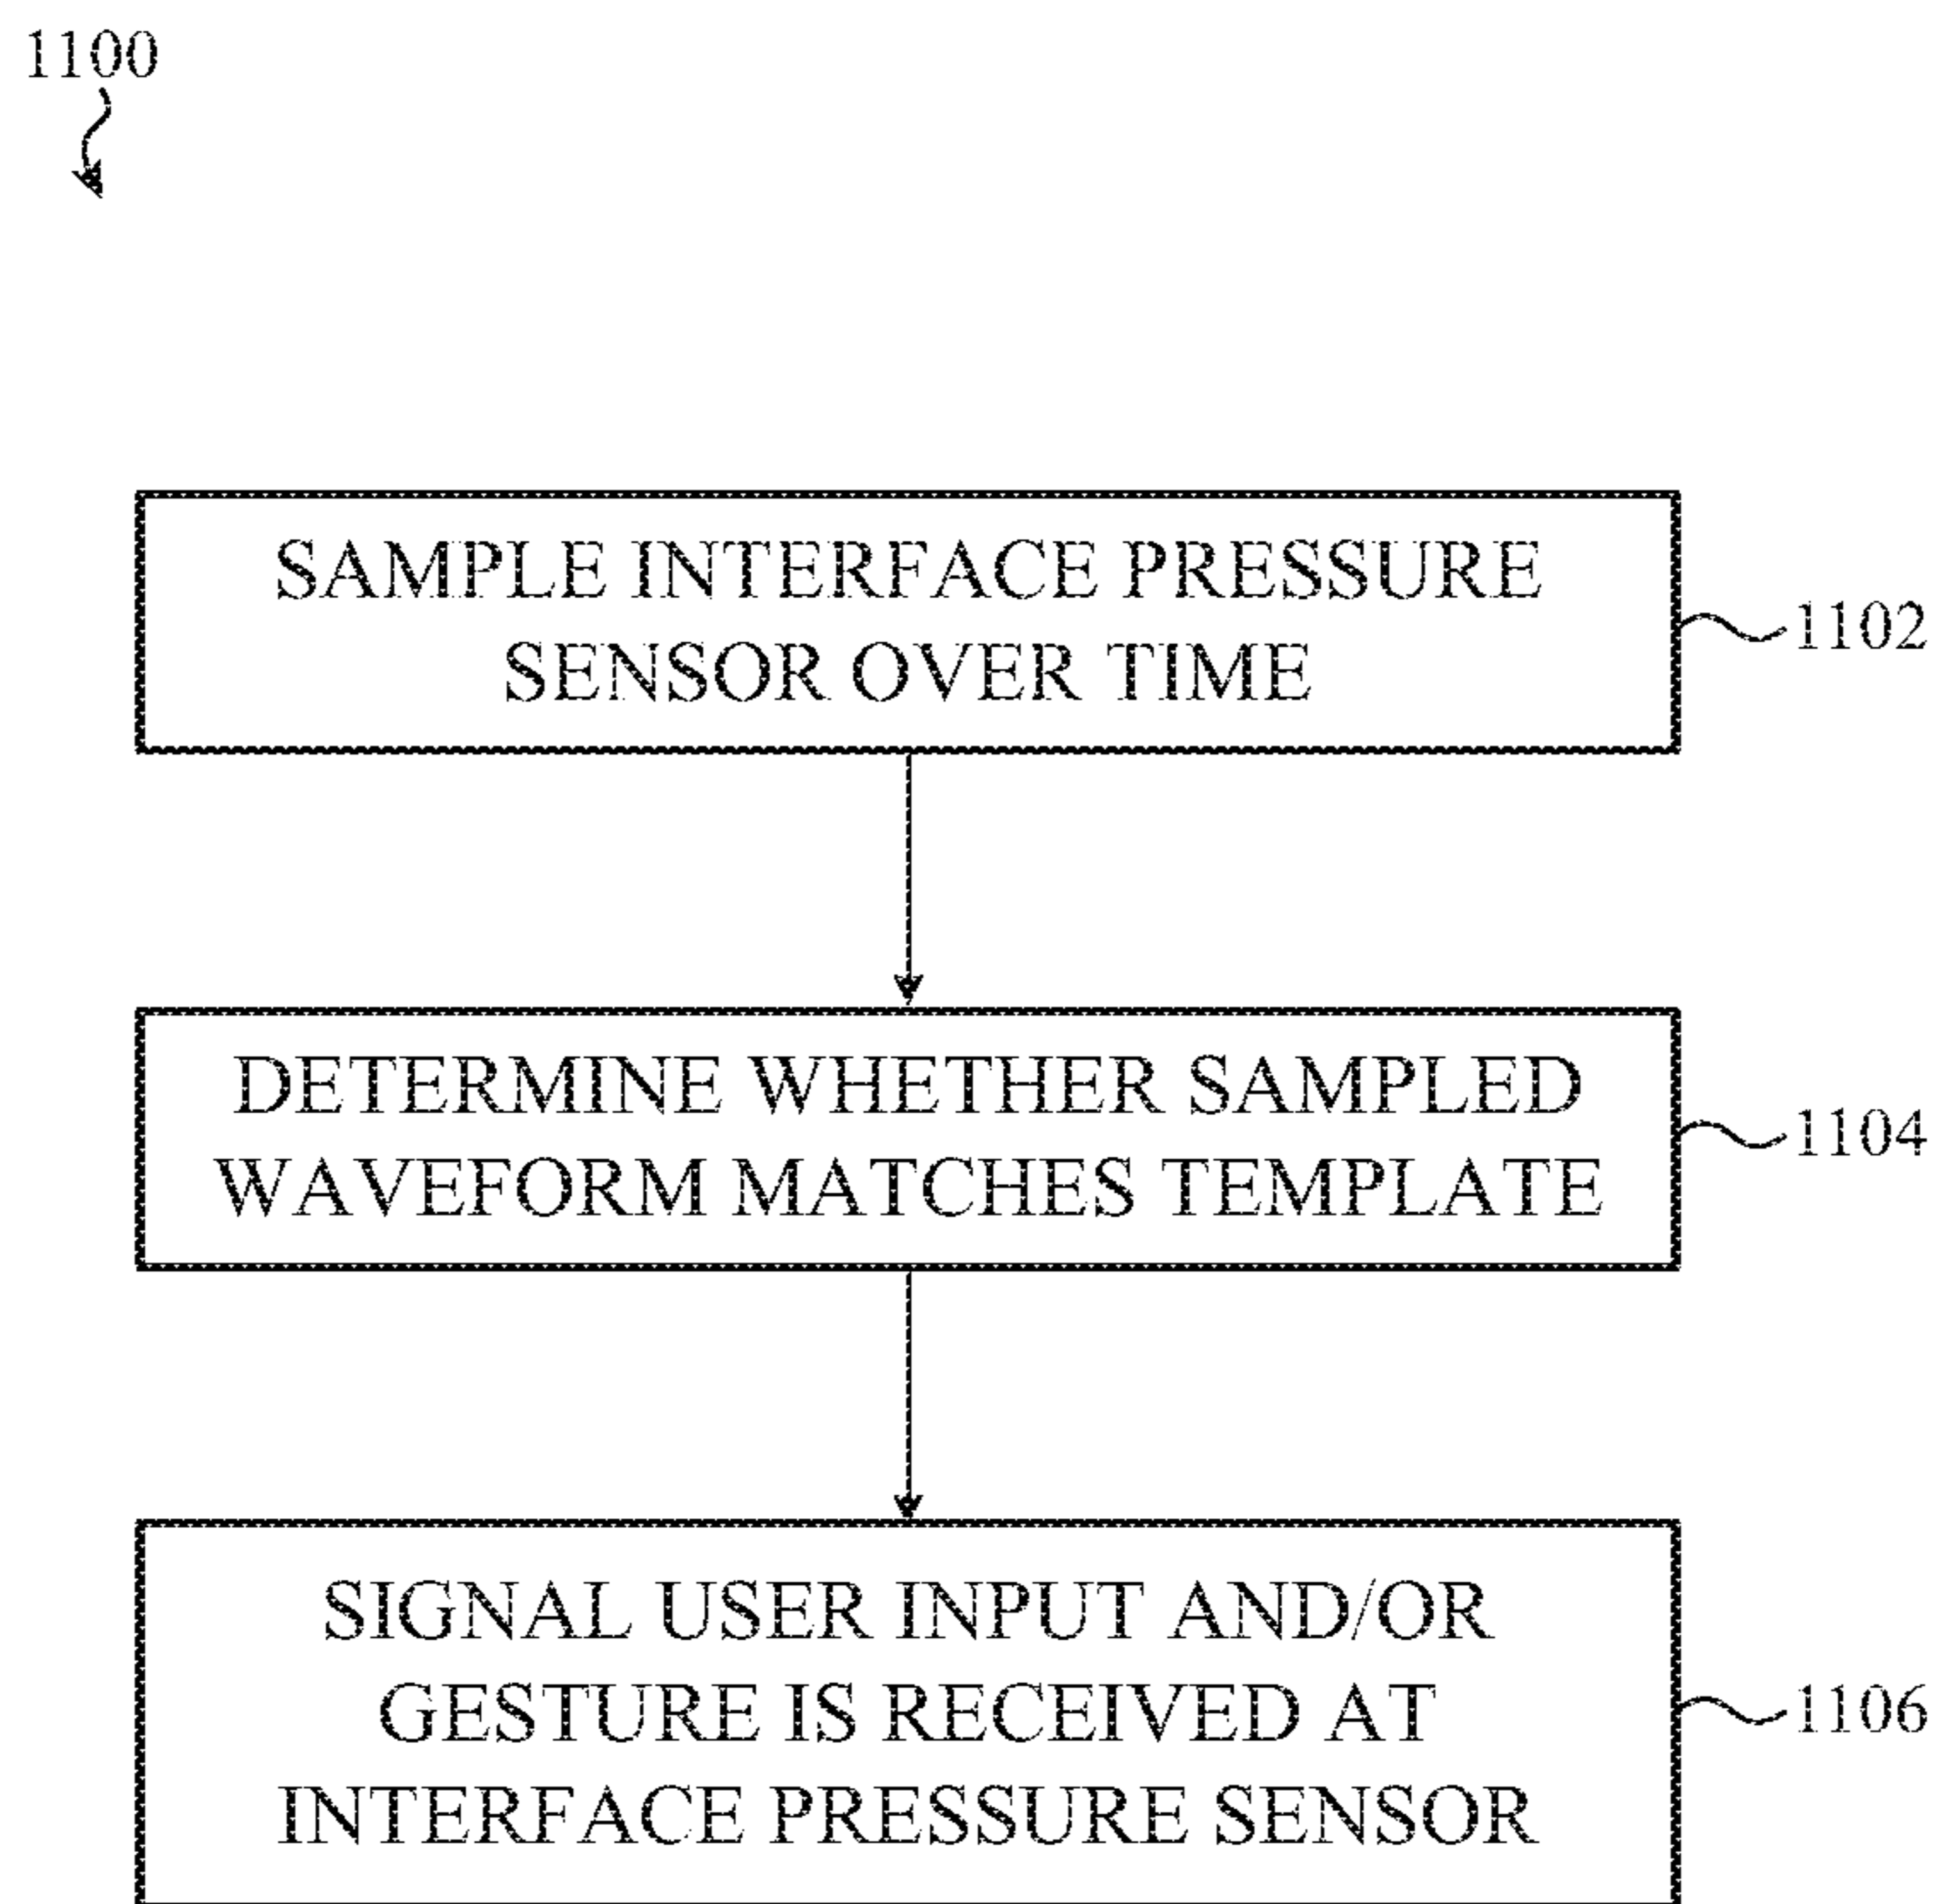 1100
SAMPLE INTERFACE PRESSURE
SENSOR OVER TIME
1102
DETERMINE WHETHER SAMPLED
WAVEFORM MATCHES TEMPLATE
1104
SIGNAL USER INPUT AND/OR
GESTURE IS RECEIVED AT
INTERFACE PRESSURE SENSOR
1106